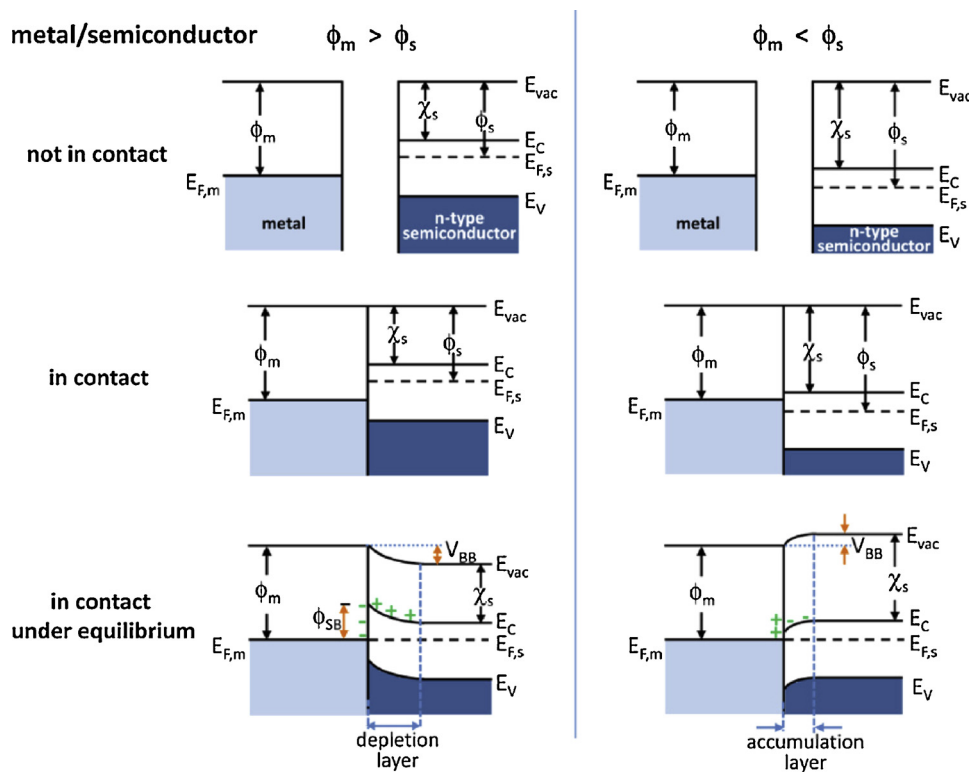 metal/semiconductor
ϕm > ϕs
ϕm < ϕs
not in contact
ϕm
χs
ϕs
Evac
EC
EF,s
EV
EF,m
metal
n-type
semiconductor
ϕm
χs
ϕs
Evac
EC
EF,s
EV
EF,m
metal
n-type
semiconductor
in contact
ϕm
χs
ϕs
Evac
EC
EF,s
EV
EF,m
ϕm
χs
ϕs
Evac
EC
EF,s
EV
EF,m
in contact
under equilibrium
ϕm
ϕSB
- + + +
-
-
VBB
Evac
χs
EC
EF,s
EV
EF,m
depletion
layer
ϕm
+ - -
+
VBB
Evac
χs
EC
EF,s
EV
EF,m
accumulation
layer